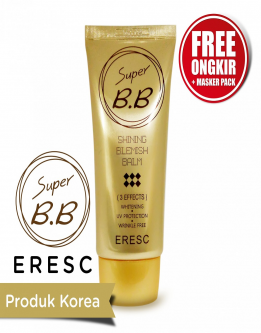 FREE
ONGKIR
+ MASKER PACK
Super
B.B
SHINING
BLEMISH
BALM
[ 3-EFFECTS ]
WHITENING
UV PROTECTION
WRINKLE FREE
ERESC
Super
B.B
ERESC
Produk Korea